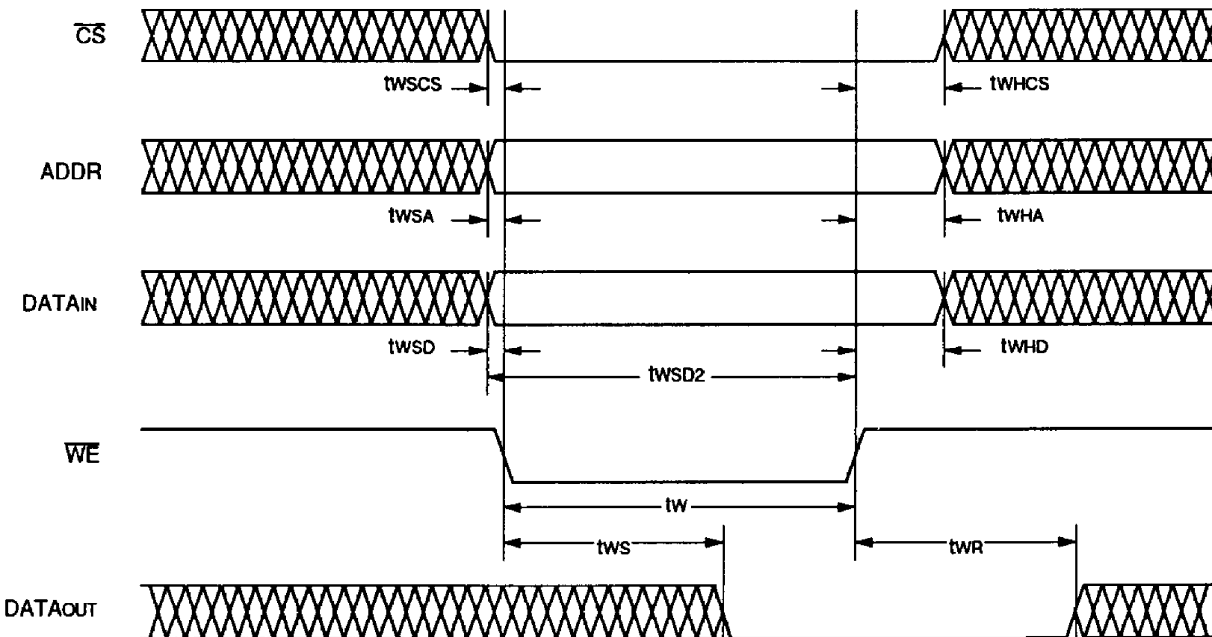 CS
tWSCS
tWHCS
ADDR
tWSA
tWHA
DATAIN
tWSD
tWHD
tWSD2
WE
tW
tWS
tWR
DATAOUT